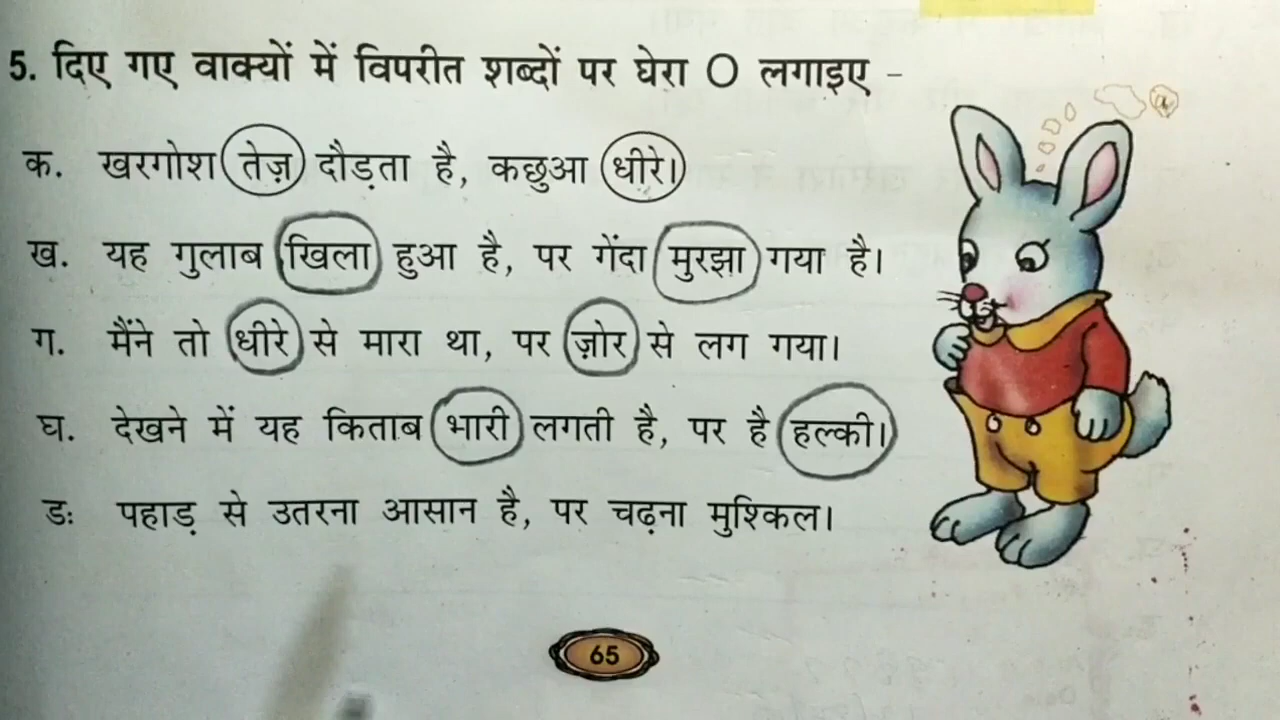 5. दिए गए वाक्यों में विपरीत शब्दों पर घेरा O लगाइए -
क. खरगोश तेज़ दौड़ता है, कछुआ धीरे।
ख. यह गुलाब खिला हुआ है, पर गेंदा मुरझा गया है।
ग. मैंने तो धीरे से मारा था, पर ज़ोर से लग गया।
घ. देखने में यह किताब भारी लगती है, पर है हल्की।
डः पहाड़ से उतरना आसान है, पर चढ़ना मुश्किल।
65